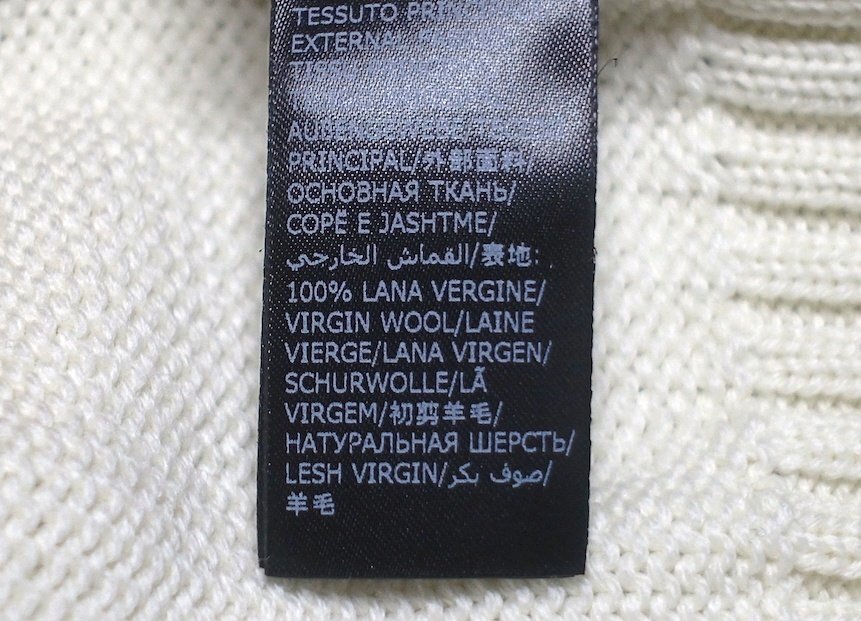 TESSUTO
EXTERNAL
PRINCIPAL/外部面料/
ОСНОВНАЯ ТКАНЬ/
COPË E JASHTME/
القماش الخارجي/表地:
100% LANA VERGINE/
VIRGIN WOOL/LAINE
VIERGE/LANA VIRGEN/
SCHURWOLLE/LÃ
VIRGEM/初剪羊毛/
НАТУРАЛЬНАЯ ШЕРСТЬ/
LESH VIRGIN/صوف بكر/
羊毛